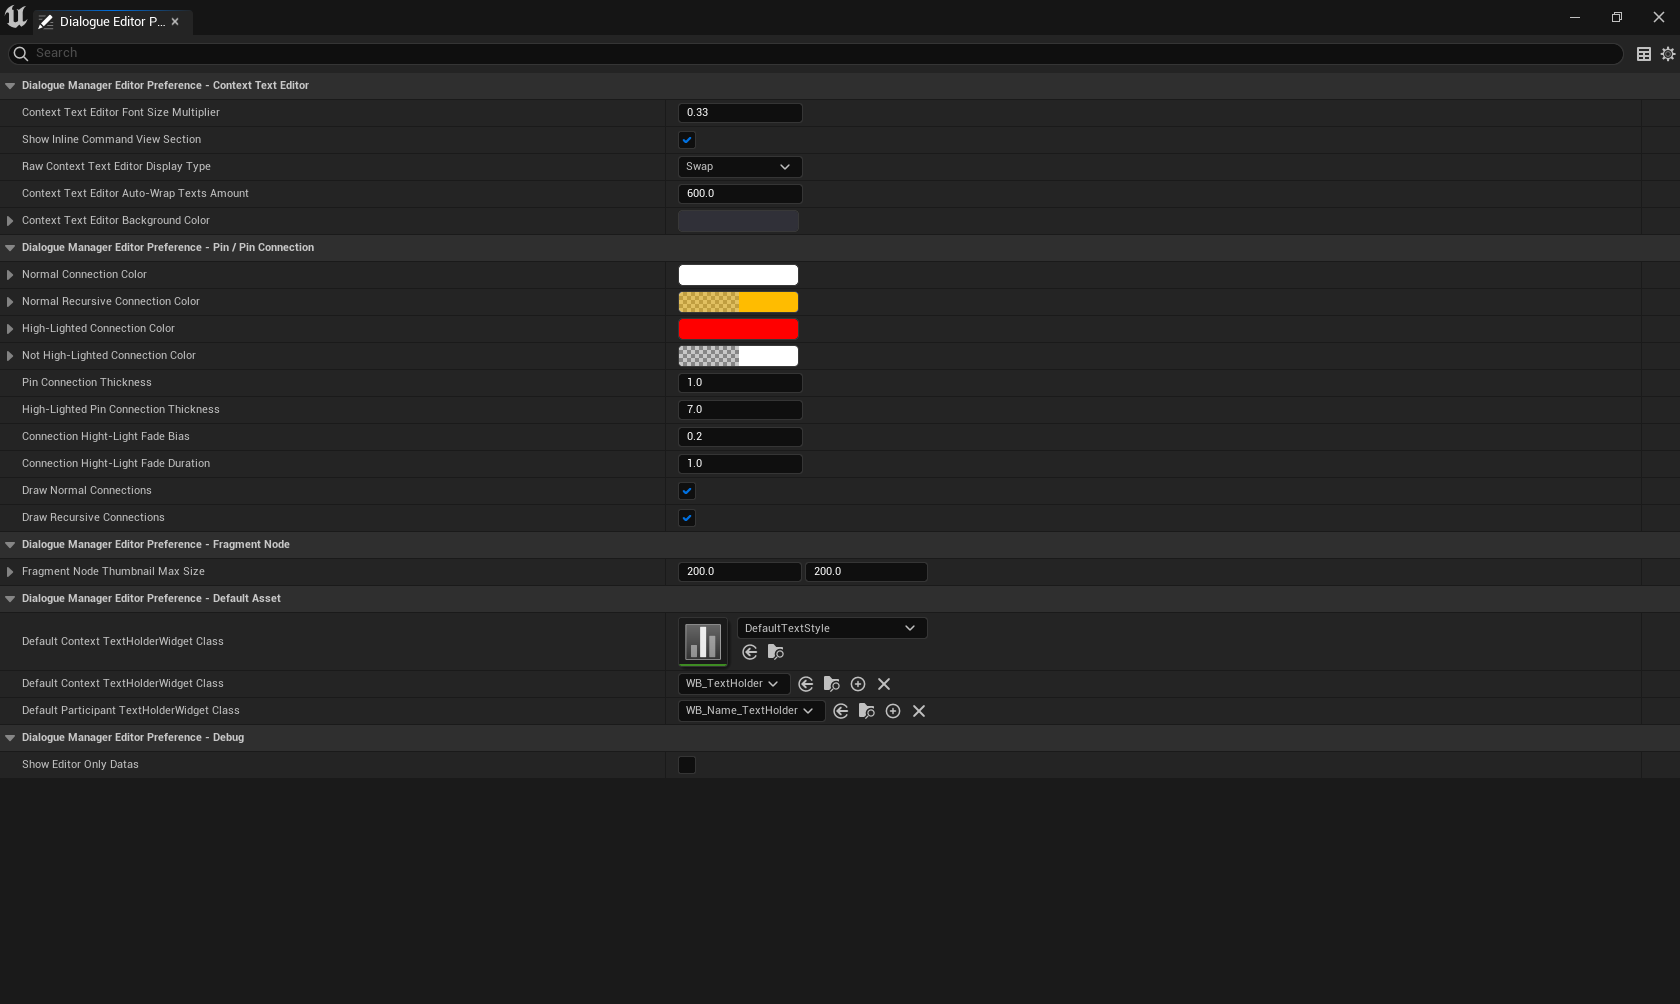 Dialogue Editor P...
Search
Dialogue Manager Editor Preference - Context Text Editor
Context Text Editor Font Size Multiplier 0.33
Show Inline Command View Section
Raw Context Text Editor Display Type Swap
Context Text Editor Auto-Wrap Texts Amount 600.0
Context Text Editor Background Color
Dialogue Manager Editor Preference - Pin / Pin Connection
Normal Connection Color
Normal Recursive Connection Color
High-Lighted Connection Color
Not High-Lighted Connection Color
Pin Connection Thickness 1.0
High-Lighted Pin Connection Thickness 7.0
Connection Hight-Light Fade Bias 0.2
Connection Hight-Light Fade Duration 1.0
Draw Normal Connections
Draw Recursive Connections
Dialogue Manager Editor Preference - Fragment Node
Fragment Node Thumbnail Max Size 200.0 200.0
Dialogue Manager Editor Preference - Default Asset
DefaultTextStyle
Default Context TextHolderWidget Class
Default Context TextHolderWidget Class WB_TextHolder
Default Participant TextHolderWidget Class WB_Name_TextHolder
Dialogue Manager Editor Preference - Debug
Show Editor Only Datas